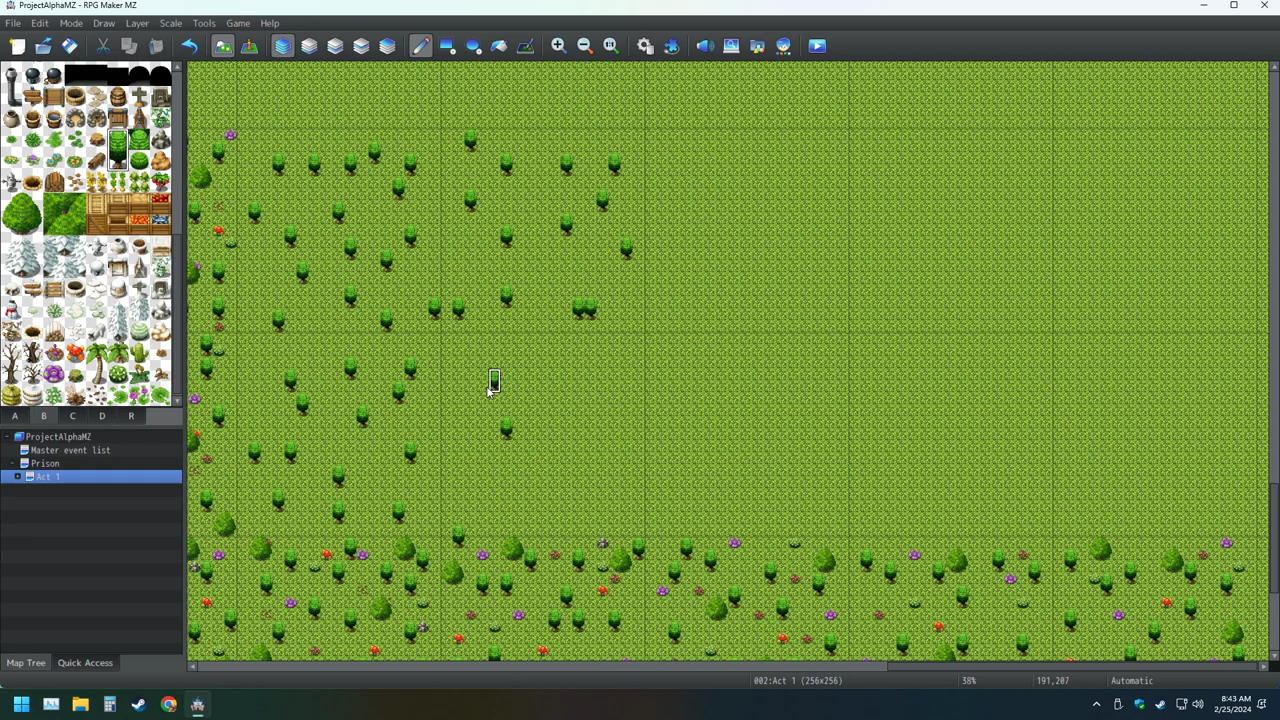 ProjectAlphaMZ - RPG Maker MZ
File Edit Mode Draw Layer Scale Tools Game Help
A B C D R
ProjectAlphaMZ
Master event list
Prison
Act 1
Map Tree Quick Access
002:Act 1 (256x256) 38% 191,207 Automatic
8:43 AM
2/25/2024